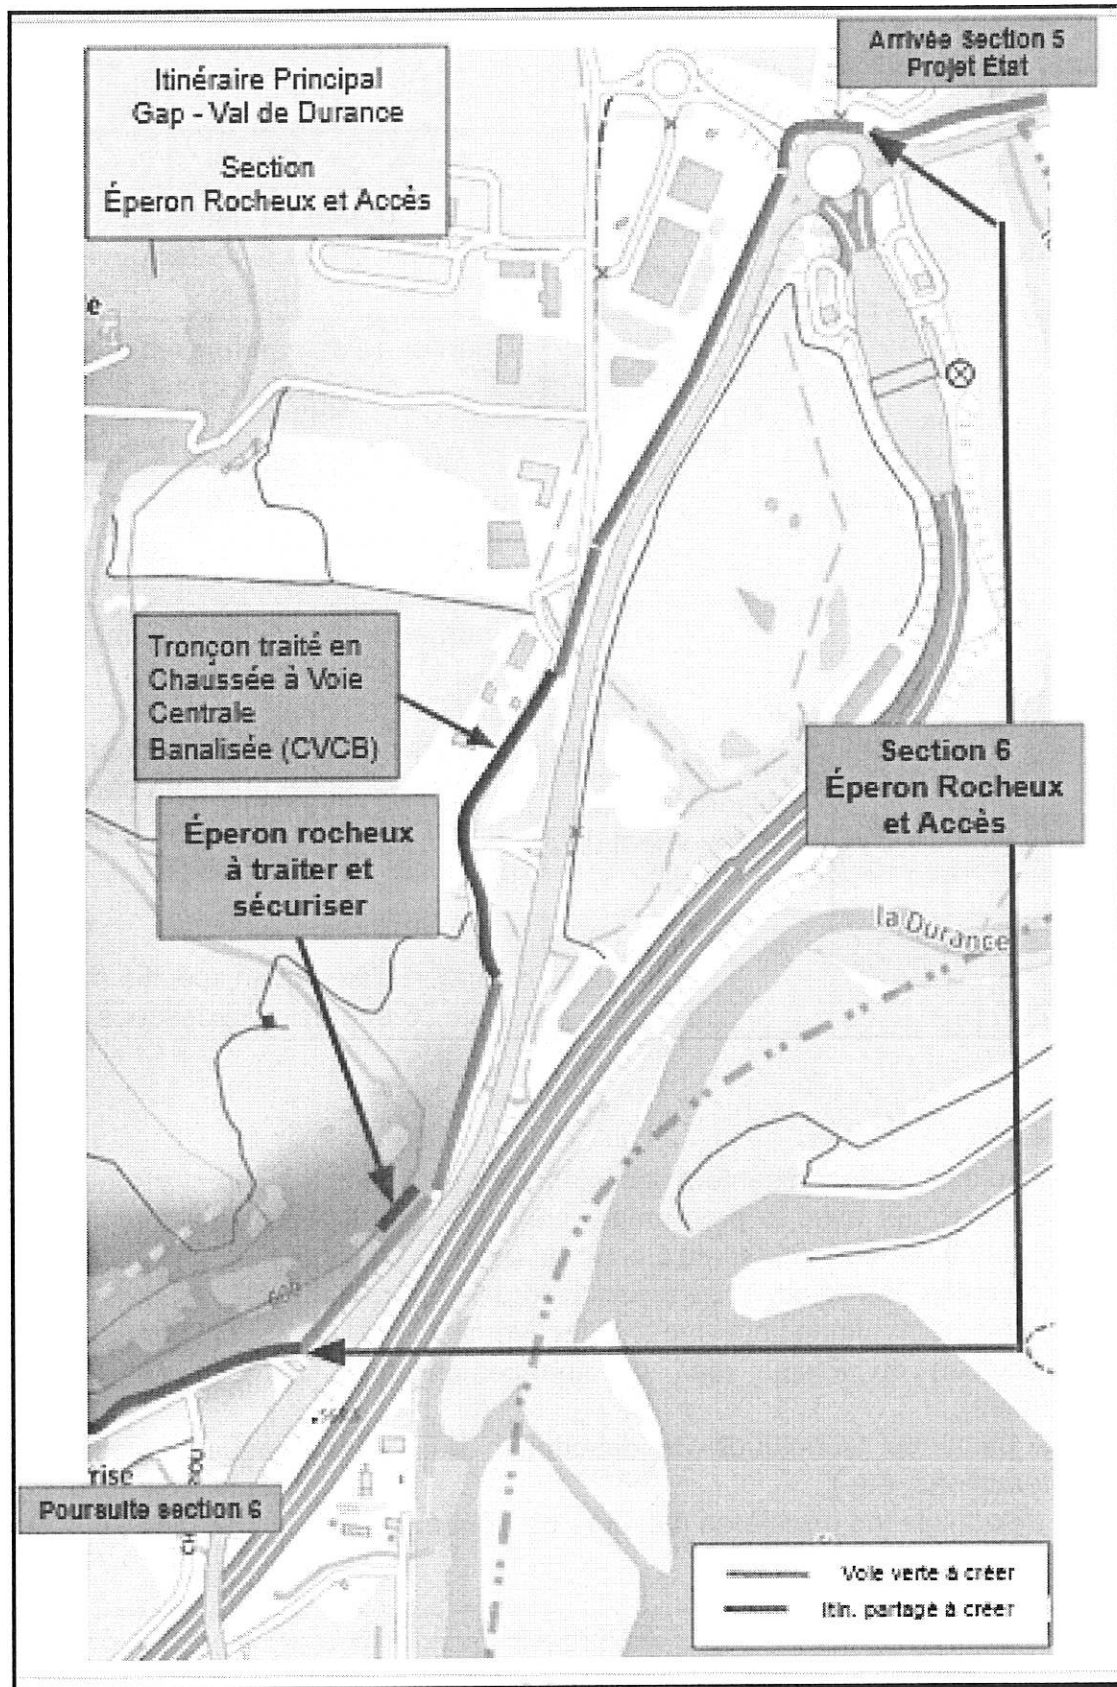 Arrivée Section 5
Projet État
Itinéraire Principal
Gap - Val de Durance
Section
Éperon Rocheux et Accès
e
Tronçon traité en
Chaussée à Voie
Centrale
Banalisée (CVCB)
Section 6
Éperon Rocheux
et Accès
Éperon rocheux
à traiter et
sécuriser
la Durance
600
risé
Poursuite section 6
Voie verte à créer
Itin. partagé à créer